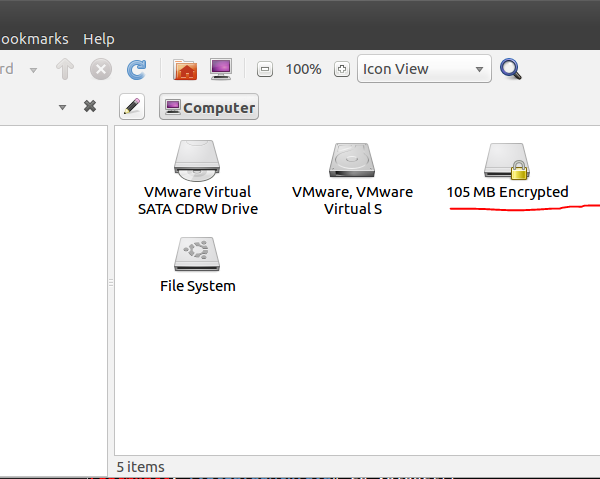 ookmarks Help
rd 100% Icon View
Computer
VMware Virtual
SATA CDRW Drive
VMware, VMware
Virtual S
105 MB Encrypted
File System
5 items